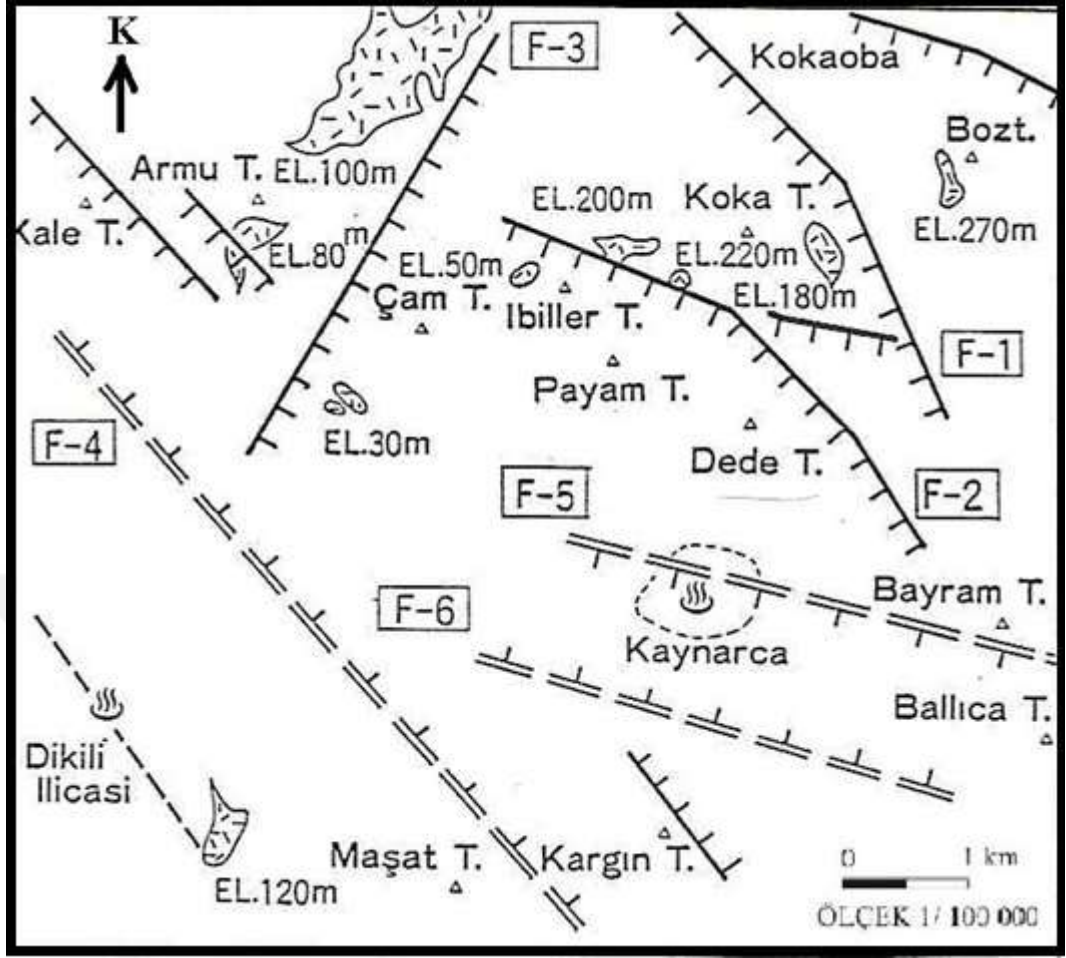 K
F-3
Kokaoba
Bozt.
Armu T.
EL.100m
EL.200m
Koka T.
Kale T.
EL.270m
EL.80m
EL.50m
EL.220m
Çam T.
Ibiller T.
EL.180m
F-1
Payam T.
F-4
EL.30m
Dede T.
F-5
F-2
Bayram T.
F-6
Kaynarca
Ballıca T.
Dikili
Ilicasi
Maşat T.
Kargın T.
0 1 km
EL.120m
ÖLÇEK 1/100 000